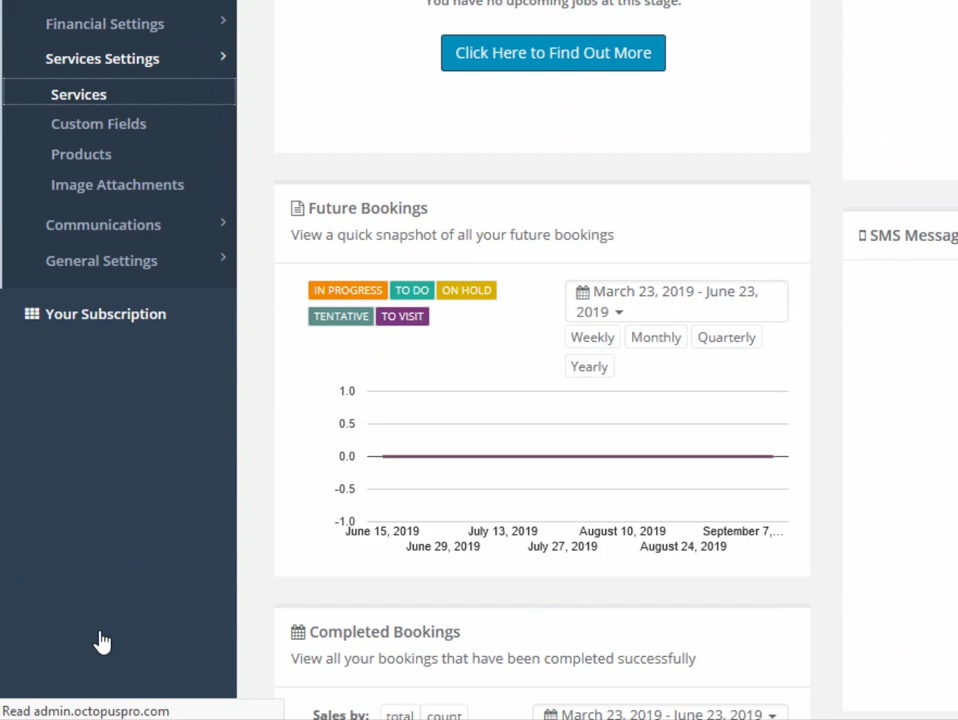 Financial Settings
Services Settings
Services
Custom Fields
Products
Image Attachments
Communications
General Settings
Your Subscription
Read admin.octopuspro.com
You have no upcoming jobs at this stage.
Click Here to Find Out More
Future Bookings
View a quick snapshot of all your future bookings
IN PROGRESS TO DO ON HOLD
TENTATIVE TO VISIT
March 23, 2019 - June 23,
2019
Weekly Monthly Quarterly
Yearly
1.0
0.5
0.0
-0.5
-1.0
June 15, 2019 July 13, 2019 August 10, 2019 September 7,...
June 29, 2019 July 27, 2019 August 24, 2019
Completed Bookings
View all your bookings that have been completed successfully
Sales by: total count March 23, 2019 - June 23, 2019
SMS Messag